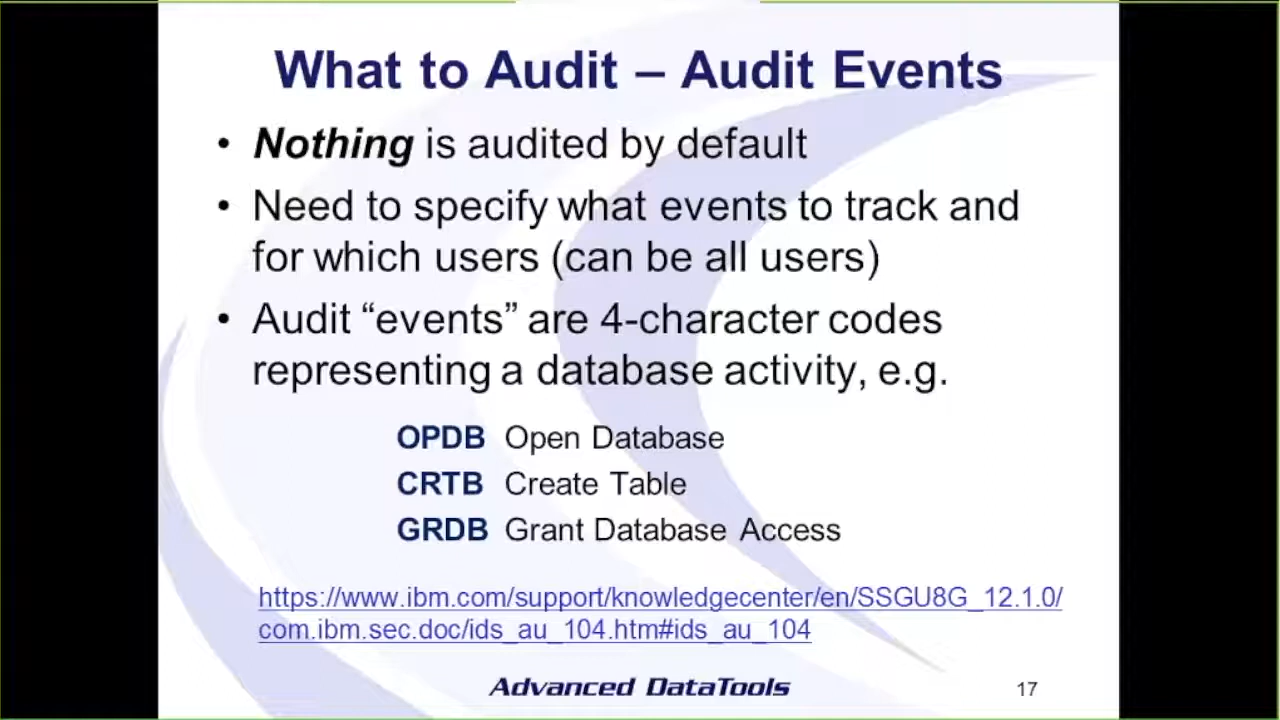 What to Audit – Audit Events
• Nothing is audited by default
• Need to specify what events to track and
for which users (can be all users)
• Audit “events” are 4-character codes
representing a database activity, e.g.
OPDB Open Database
CRTB Create Table
GRDB Grant Database Access
https://www.ibm.com/support/knowledgecenter/en/SSGU8G_12.1.0/
com.ibm.sec.doc/ids_au_104.htm#ids_au_104
Advanced DataTools
17